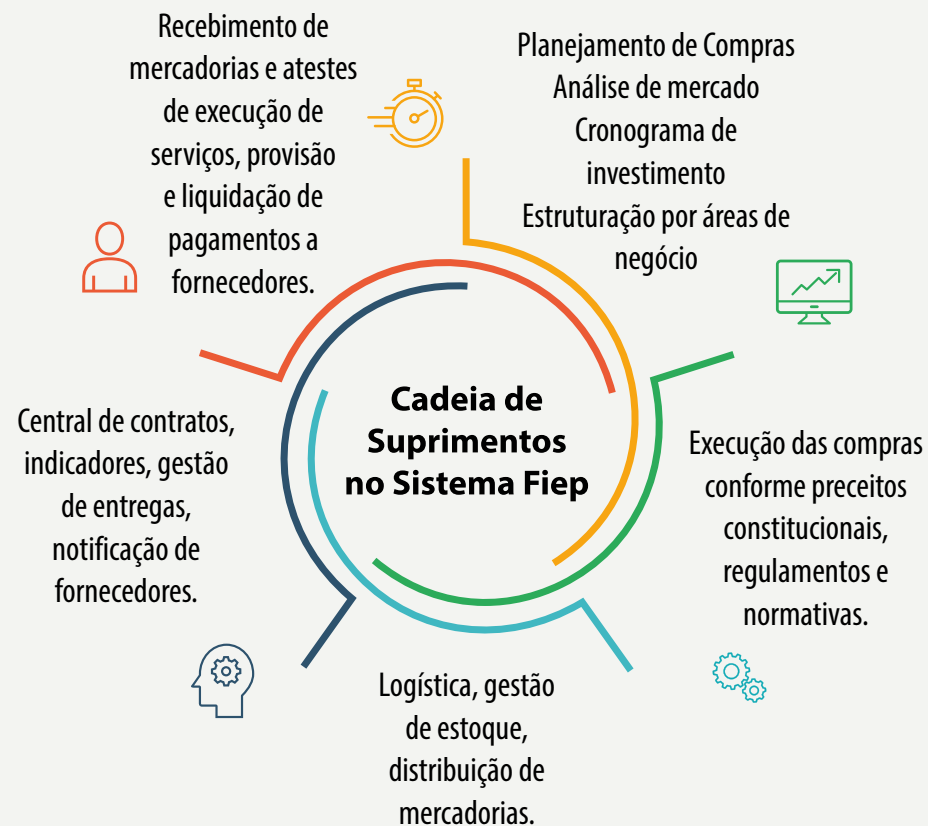 Recebimento de
mercadorias e atestes
de execução de
serviços, provisão
e liquidação de
pagamentos a
fornecedores.
Planejamento de Compras
Análise de mercado
Cronograma de
investimento
Estruturação por áreas de
negócio
Cadeia de
Suprimentos
no Sistema Fiep
Central de contratos,
indicadores, gestão
de entregas,
notificação de
fornecedores.
Execução das compras
conforme preceitos
constitucionais,
regulamentos e
normativas.
Logística, gestão
de estoque,
distribuição de
mercadorias.